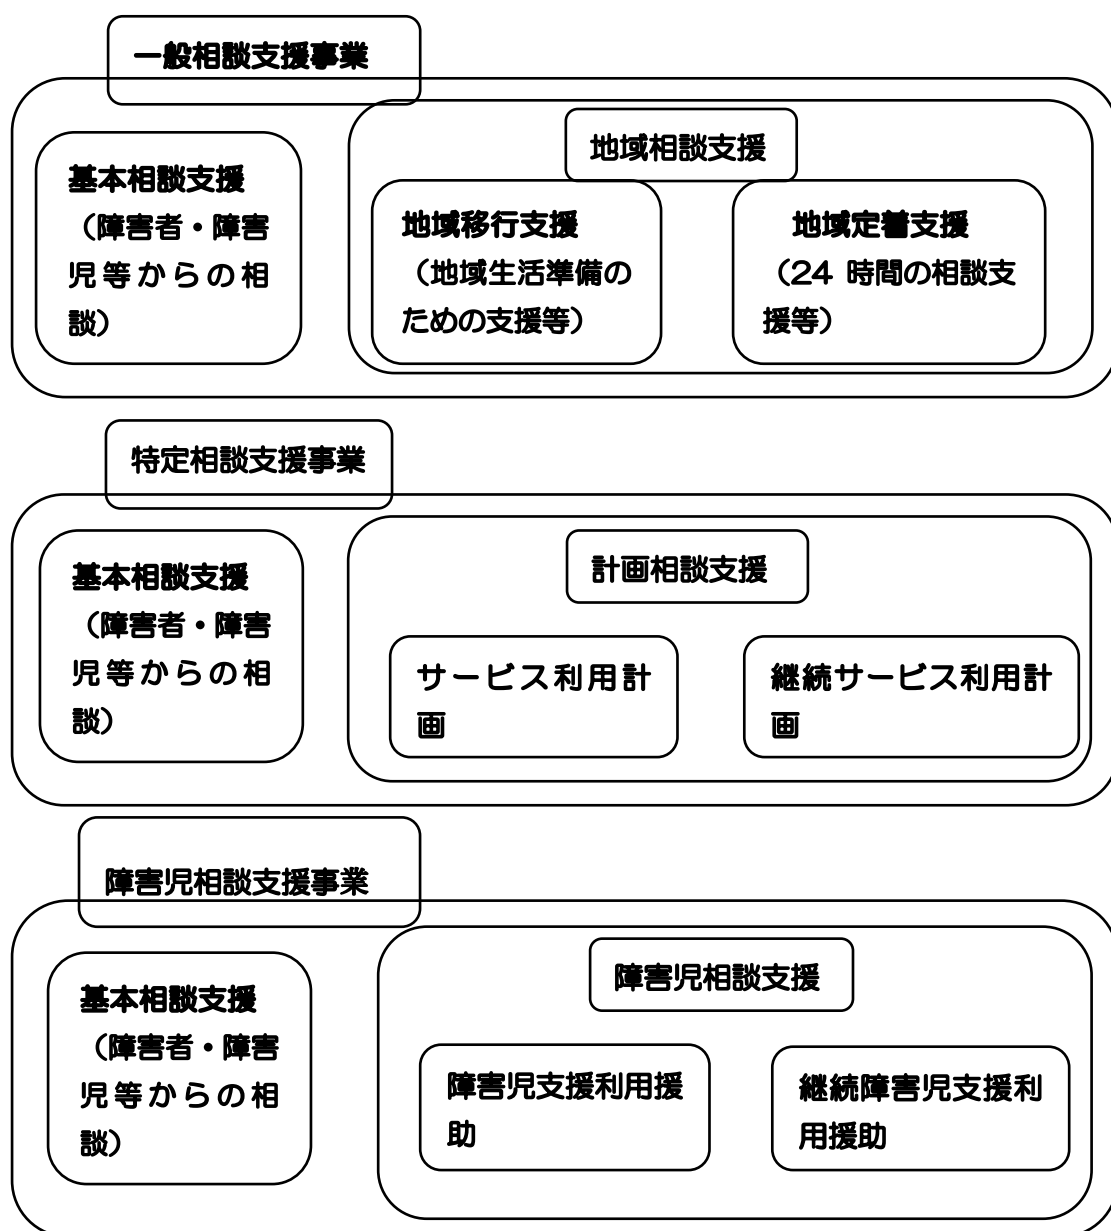 一般相談支援事業
基本相談支援
（障害者・障害
児等からの相
談）
地域相談支援
地域移行支援
（地域生活準備の
ための支援等）
地域定着支援
（24 時間の相談支
援等）
特定相談支援事業
基本相談支援
（障害者・障害
児等からの相
談）
計画相談支援
サービス利用計
画
継続サービス利用計
画
障害児相談支援事業
基本相談支援
（障害者・障害
児等からの相
談）
障害児相談支援
障害児支援利用援
助
継続障害児支援利
用援助